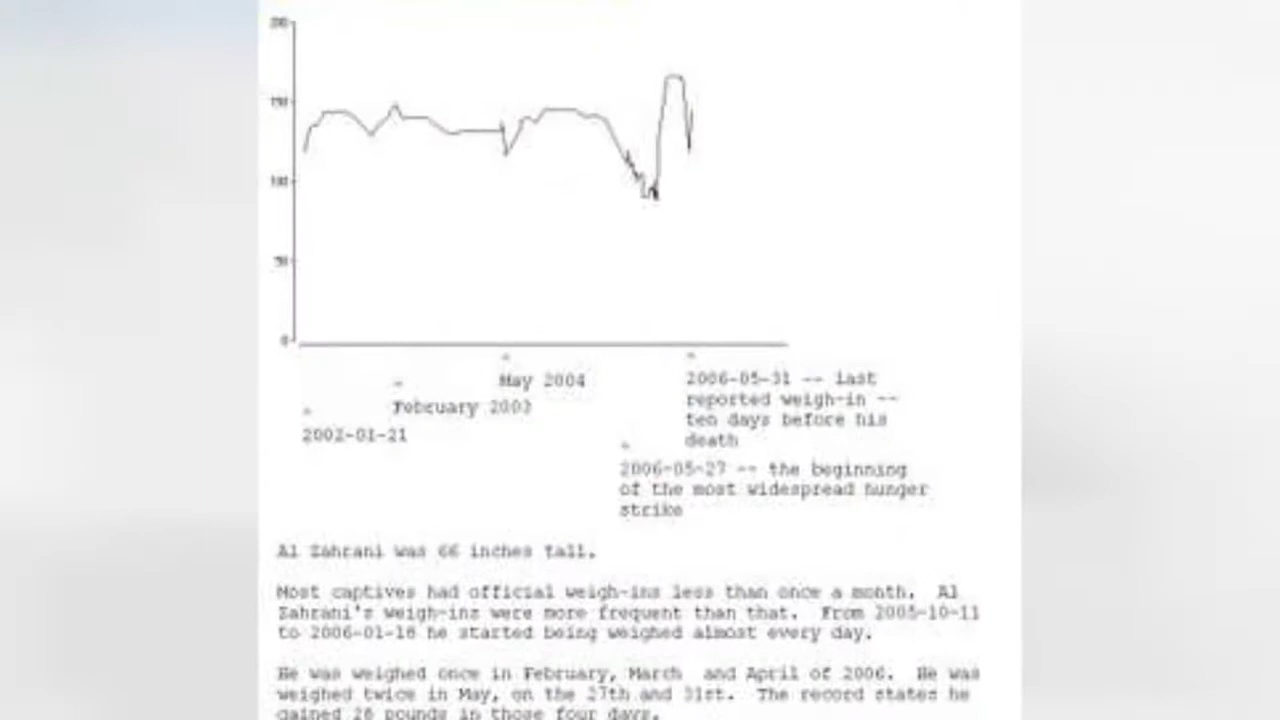 200
150
100
50
0
May 2004
2006-05-31 -- last
reported weigh-in --
ten days before his
death
February 2003
2002-01-21
2006-05-27 -- the beginning
of the most widespread hunger
strike
Al Zahrani was 66 inches tall.
Most captives had official weigh-ins less than once a month. Al
Zahrani's weigh-ins were more frequent than that. From 2005-10-11
to 2006-01-18 he started being weighed almost every day.
He was weighed once in February, March and April of 2006. He was
weighed twice in May, on the 27th and 31st. The record states he
gained 26 pounds in those four days.